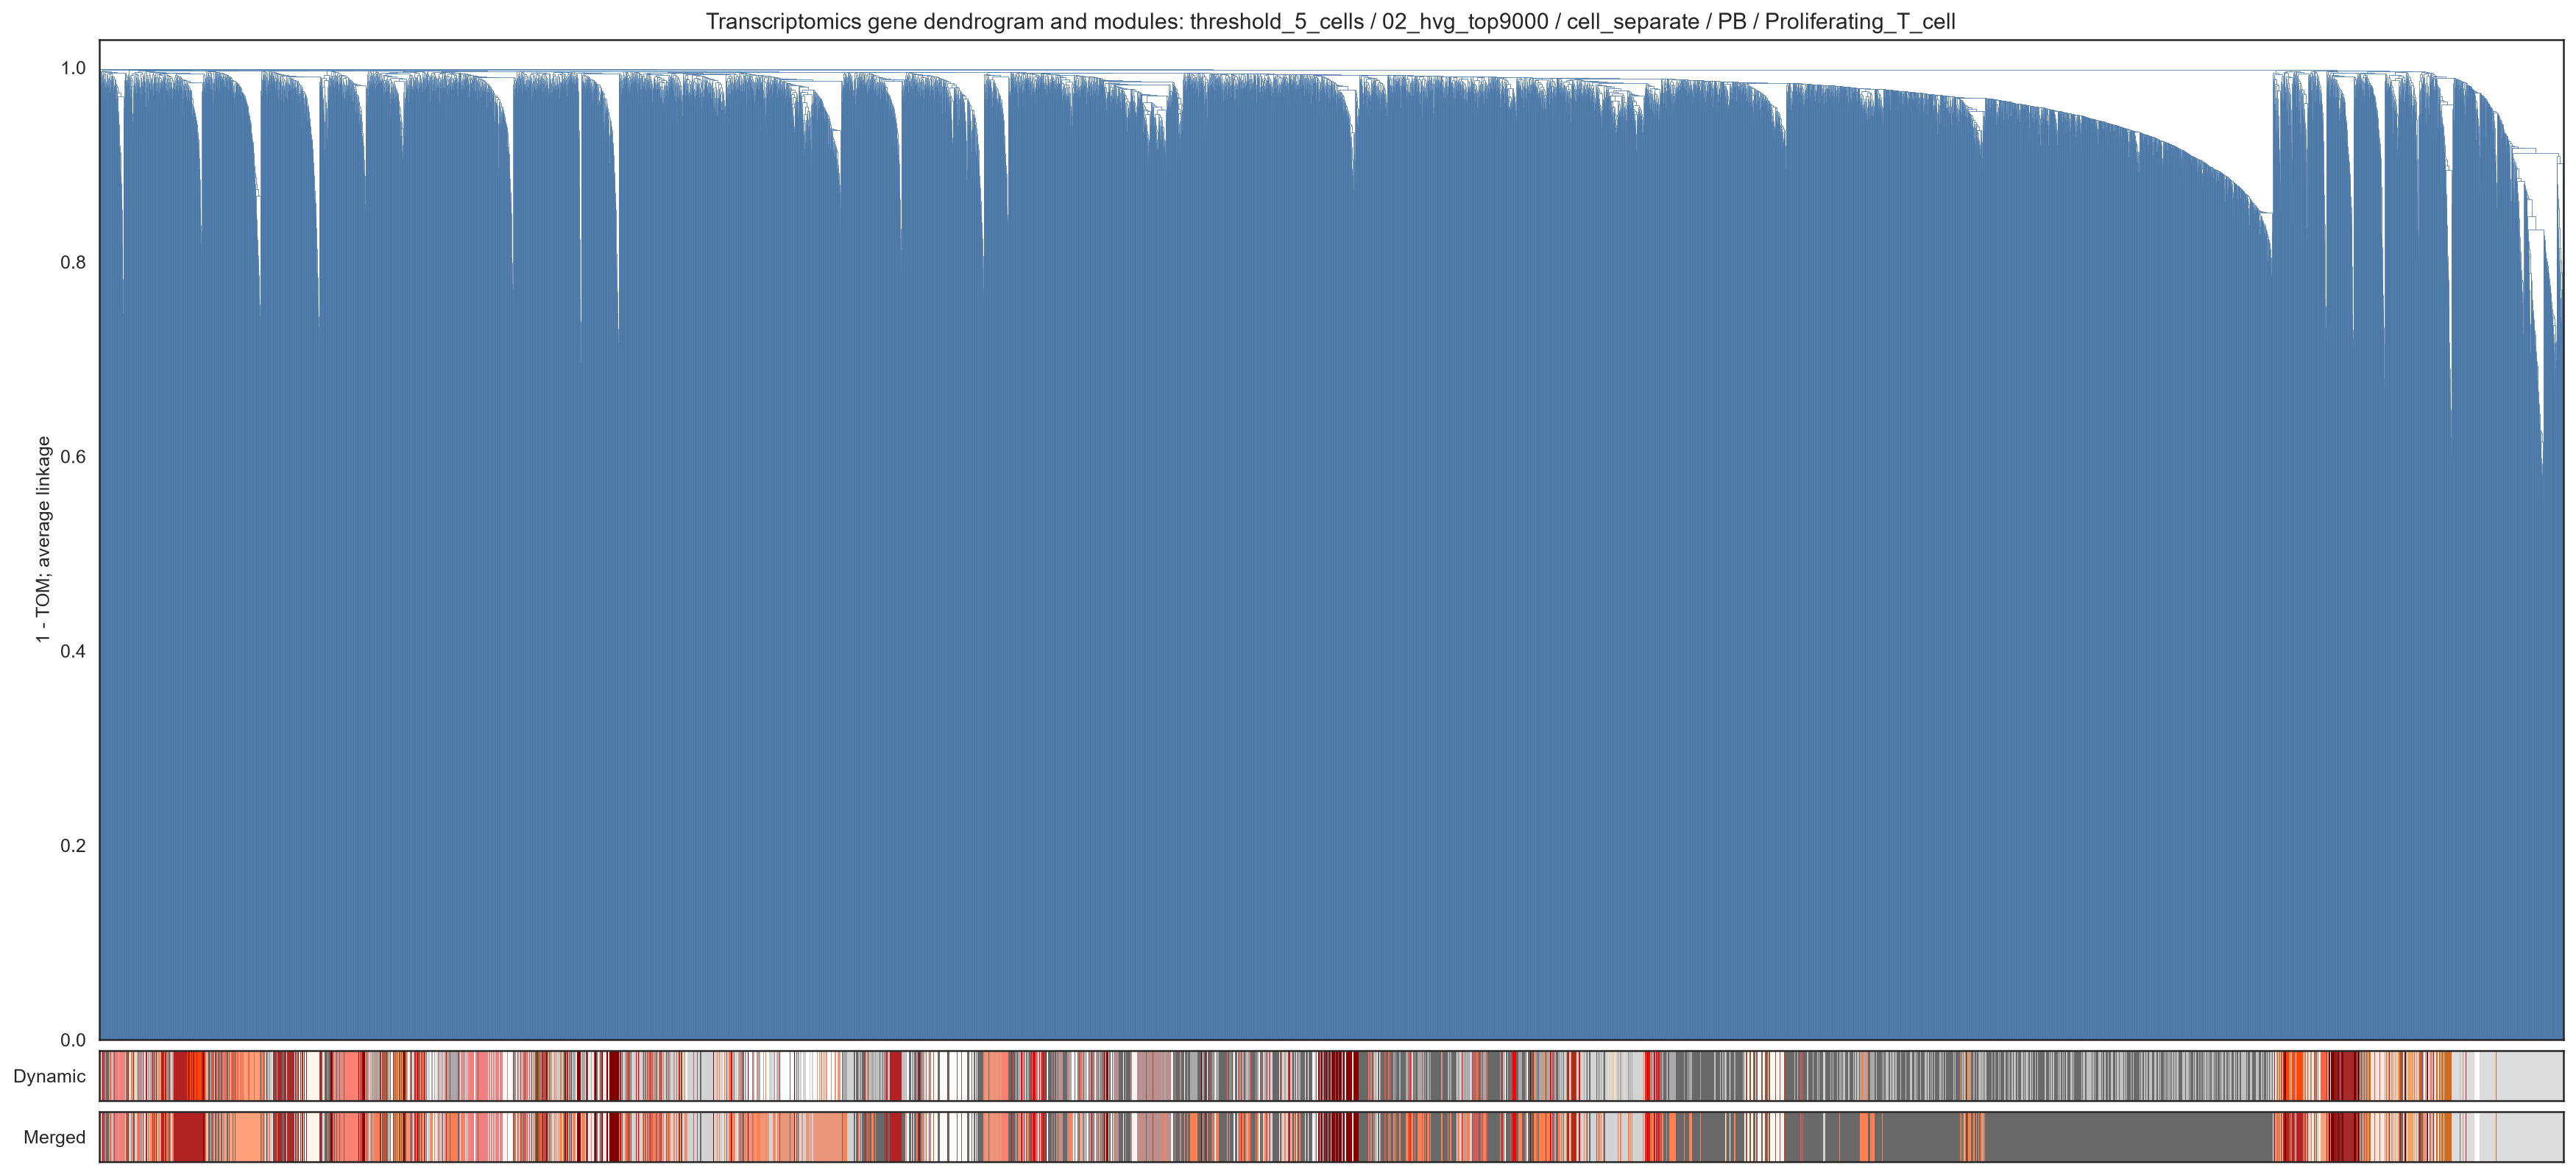 Transcriptomics gene dendrogram and modules: threshold_5_cells / 02_hvg_top9000 / cell_separate / PB / Proliferating_T_cell
1.0
0.8
0.6
0.4
0.2
0.0
1 - TOM; average linkage
Dynamic
Merged